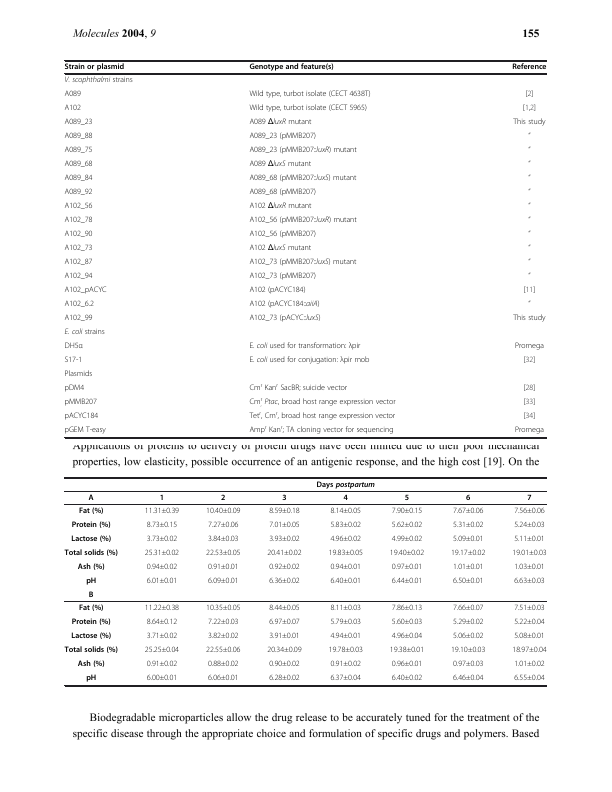 Molecules 2004, 9 155
Strain or plasmid Genotype and feature(s) Reference
V. scophthalmi strains
A089 Wild type, turbot isolate (CECT 4638T) [2]
A102 Wild type, turbot isolate (CECT 5965) [1,2]
A089_23 A089 ΔluxR mutant This study
A089_88 A089_23 (pMMB207) "
A089_75 A089_23 (pMMB207::luxR) mutant "
A089_68 A089 ΔluxS mutant "
A089_84 A089_68 (pMMB207::luxS) mutant "
A089_92 A089_68 (pMMB207) "
A102_56 A102 ΔluxR mutant "
A102_78 A102_56 (pMMB207::luxR) mutant "
A102_90 A102_56 (pMMB207) "
A102_73 A102 ΔluxS mutant "
A102_87 A102_73 (pMMB207::luxS) mutant "
A102_94 A102_73 (pMMB207) "
A102_pACYC A102 (pACYC184) [11]
A102_6.2 A102 (pACYC184::aiiA) "
A102_99 A102_73 (pACYC::luxS) This study
E. coli strains
DH5α E. coli used for transformation: λpir Promega
S17-1 E. coli used for conjugation: λpir mob [32]
Plasmids
pDM4 Cmʳ Kanʳ SacBR; suicide vector [28]
pMMB207 Cmʳ Ptac, broad host range expression vector [33]
pACYC184 Tetʳ, Cmʳ, broad host range expression vector [34]
pGEM T-easy Ampʳ Kanʳ; TA cloning vector for sequencing Promega
Applications of proteins to delivery of protein drugs have been limited due to their poor mechanical
properties, low elasticity, possible occurrence of an antigenic response, and the high cost [19]. On the
Days postpartum
A 1 2 3 4 5 6 7
Fat (%) 11.31±0.39 10.40±0.09 8.59±0.18 8.14±0.05 7.90±0.15 7.67±0.06 7.56±0.06
Protein (%) 8.73±0.15 7.27±0.06 7.01±0.05 5.83±0.02 5.62±0.02 5.31±0.02 5.24±0.03
Lactose (%) 3.73±0.02 3.84±0.03 3.93±0.02 4.96±0.02 4.99±0.02 5.09±0.01 5.11±0.01
Total solids (%) 25.31±0.02 22.53±0.05 20.41±0.02 19.83±0.05 19.40±0.02 19.17±0.02 19.01±0.03
Ash (%) 0.94±0.02 0.91±0.01 0.92±0.02 0.94±0.01 0.97±0.01 1.01±0.01 1.03±0.01
pH 6.01±0.01 6.09±0.01 6.36±0.02 6.40±0.01 6.44±0.01 6.50±0.01 6.63±0.03
B
Fat (%) 11.22±0.38 10.35±0.05 8.44±0.05 8.11±0.03 7.86±0.13 7.66±0.07 7.51±0.03
Protein (%) 8.64±0.12 7.22±0.03 6.97±0.07 5.79±0.03 5.60±0.03 5.29±0.02 5.22±0.04
Lactose (%) 3.71±0.02 3.82±0.02 3.91±0.01 4.94±0.01 4.96±0.04 5.06±0.02 5.08±0.01
Total solids (%) 25.25±0.04 22.55±0.06 20.34±0.09 19.78±0.03 19.38±0.01 19.10±0.03 18.97±0.04
Ash (%) 0.91±0.02 0.88±0.02 0.90±0.02 0.91±0.02 0.96±0.01 0.97±0.03 1.01±0.02
pH 6.00±0.01 6.06±0.01 6.28±0.02 6.37±0.04 6.40±0.02 6.46±0.04 6.55±0.04
Biodegradable microparticles allow the drug release to be accurately tuned for the treatment of the
specific disease through the appropriate choice and formulation of specific drugs and polymers. Based